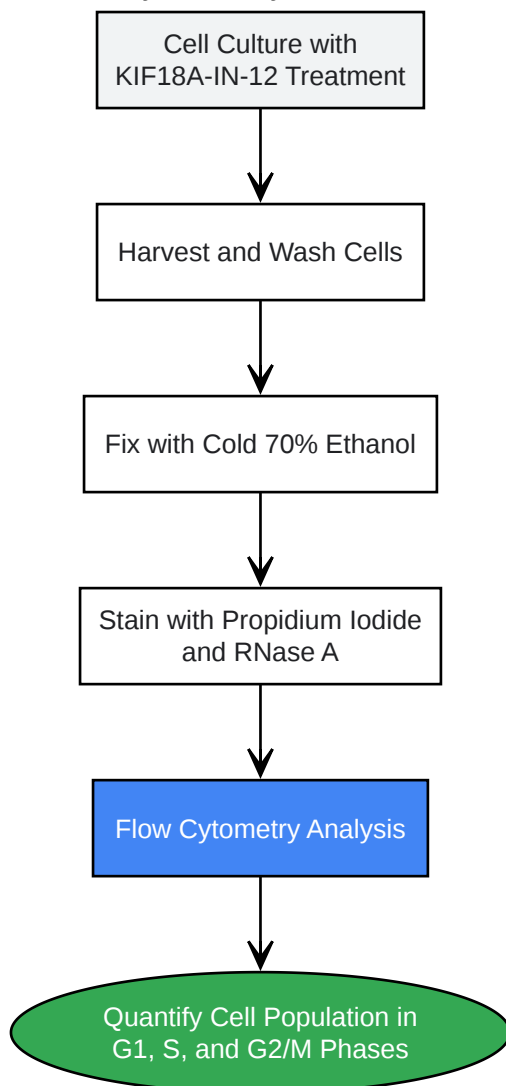 Cell Culture with
KIF18A-IN-12 Treatment
Harvest and Wash Cells
Fix with Cold 70% Ethanol
Stain with Propidium Iodide
and RNase A
Flow Cytometry Analysis
Quantify Cell Population in
G1, S, and G2/M Phases